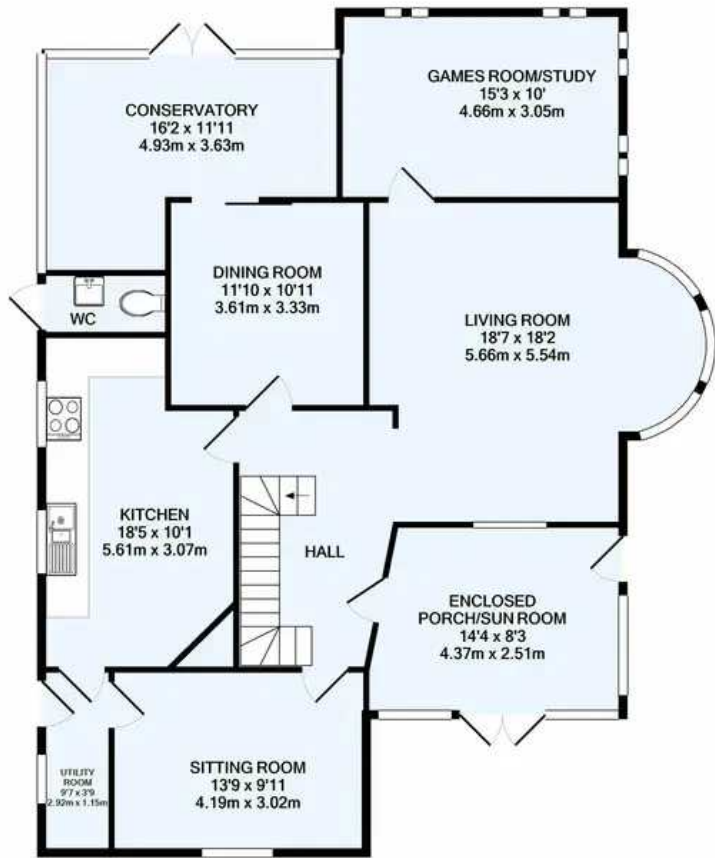 CONSERVATORY
16'2 x 11'11
4.93m x 3.63m
GAMES ROOM/STUDY
15'3 x 10'
4.66m x 3.05m
DINING ROOM
11'10 x 10'11
3.61m x 3.33m
WC
LIVING ROOM
18'7 x 18'2
5.66m x 5.54m
KITCHEN
18'5 x 10'1
5.61m x 3.07m
HALL
ENCLOSED
PORCH/SUN ROOM
14'4 x 8'3
4.37m x 2.51m
UTILITY
ROOM
9'7 x 3'9
2.92m x 1.15m
SITTING ROOM
13'9 x 9'11
4.19m x 3.02m